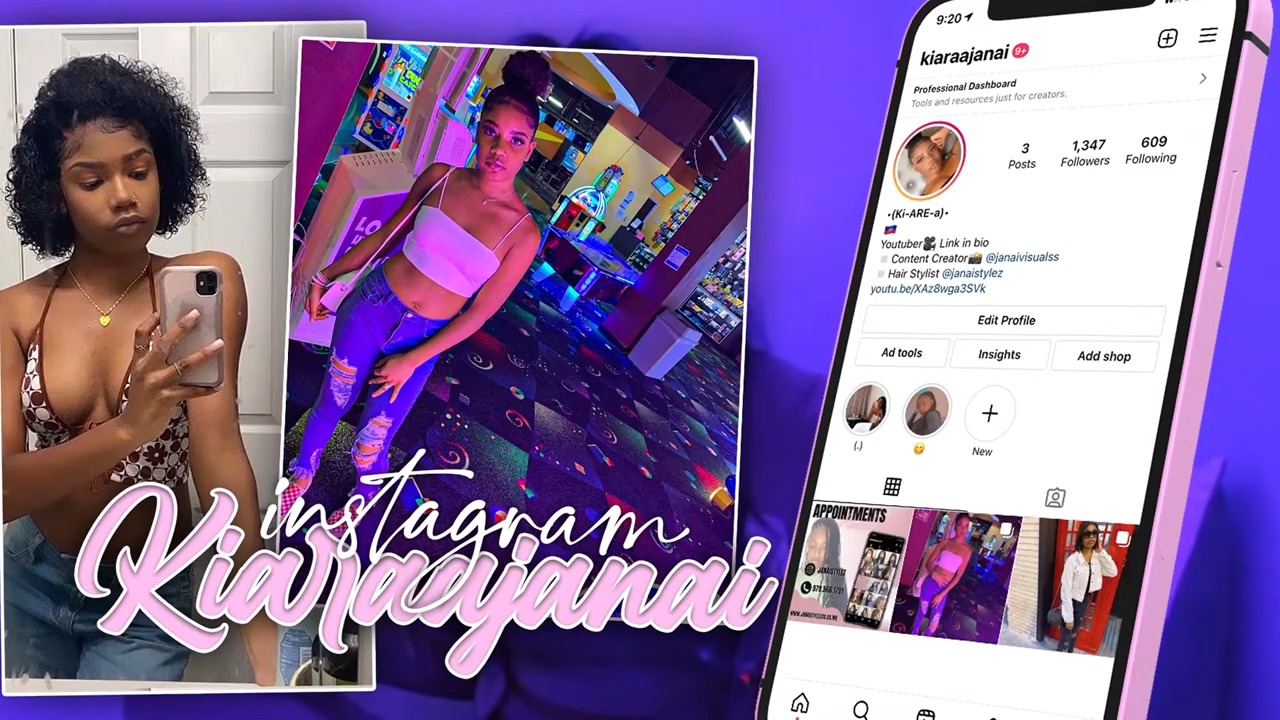 instagram
Kiaraajanai
9:20
kiaraajanai 9+
Professional Dashboard
Tools and resources just for creators.
3 1,347 609
Posts Followers Following
•(Ki-ARE-a)•
🇭🇹
Youtuber🎥 Link in bio
Content Creator📸 @janaivisualss
Hair Stylist @janaistylez
youtu.be/XAz8wga3SVk
Edit Profile
Ad tools Insights Add shop
(.) 😋 New
APPOINTMENTS
JANAISTYLEZ